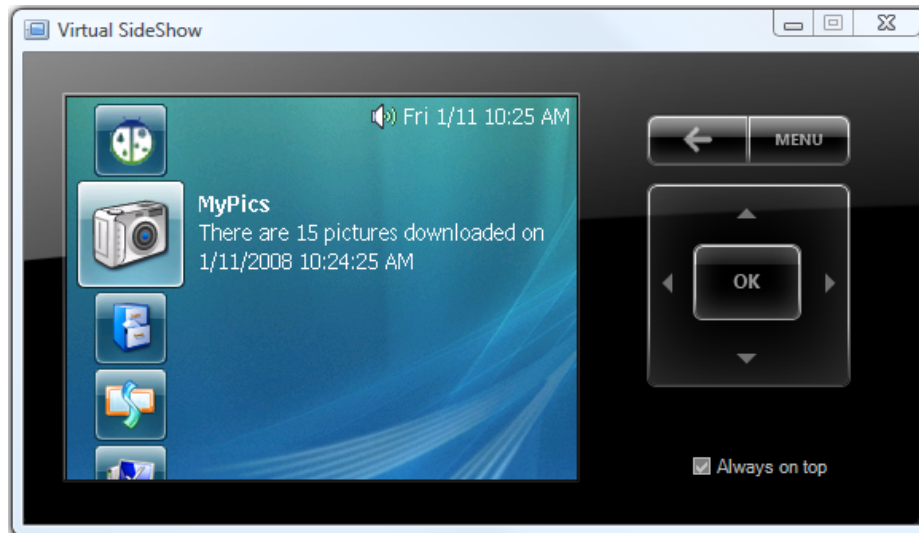 Virtual SideShow
Fri 1/11 10:25 AM
MyPics
There are 15 pictures downloaded on
1/11/2008 10:24:25 AM
MENU
OK
Always on top